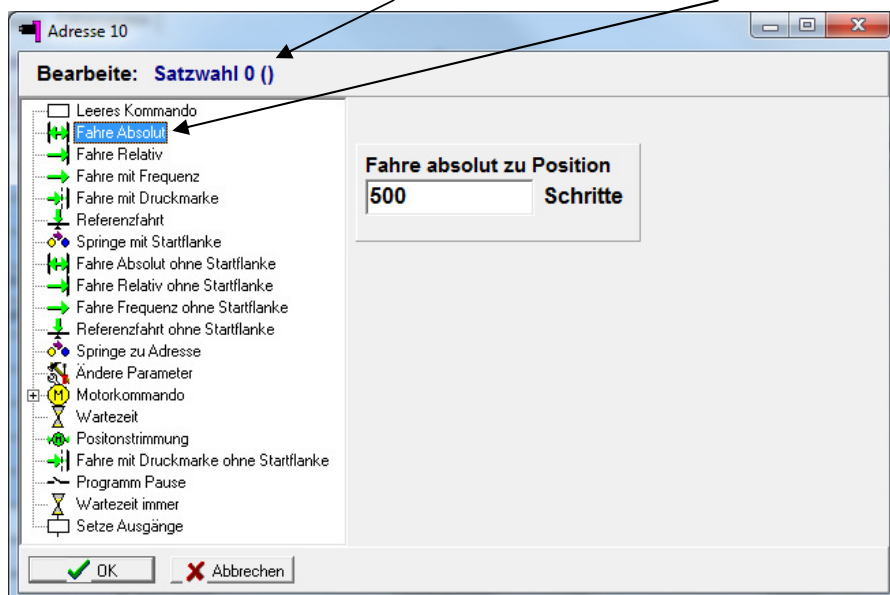 Adresse 10
Bearbeite: Satzwahl 0 ()
Leeres Kommando
Fahre Absolut
Fahre Relativ
Fahre mit Frequenz
Fahre mit Druckmarke
Referenzfahrt
Springe mit Startflanke
Fahre Absolut ohne Startflanke
Fahre Relativ ohne Startflanke
Fahre Frequenz ohne Startflanke
Referenzfahrt ohne Startflanke
Springe zu Adresse
Ändere Parameter
M Motorkommando
Wartezeit
Positonstrimmung
Fahre mit Druckmarke ohne Startflanke
Programm Pause
Wartezeit immer
Setze Ausgänge
Fahre absolut zu Position
500 Schritte
OK Abbrechen